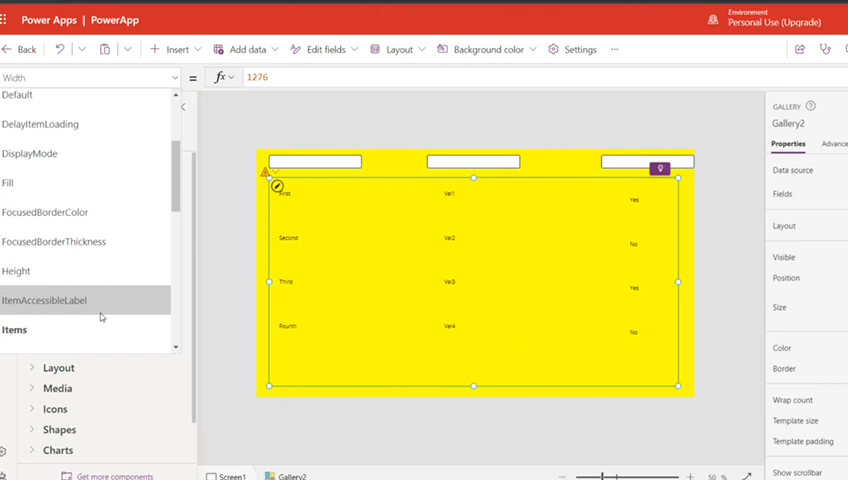 Power Apps | PowerApp
Environment
Personal Use (Upgrade)
Back
Insert
Add data
Edit fields
Layout
Background color
Settings
Width
=
fx
1276
Default
DelayItemLoading
DisplayMode
Fill
FocusedBorderColor
FocusedBorderThickness
Height
ItemAccessibleLabel
Items
Layout
Media
Icons
Shapes
Charts
Get more components
First
Val1
Yes
Second
Val2
No
Third
Val3
Yes
Fourth
Val4
No
GALLERY
Gallery2
Properties
Advance
Data source
Fields
Layout
Visible
Position
Size
Color
Border
Wrap count
Template size
Template padding
Show scrollbar
Screen1
Gallery2
50 %